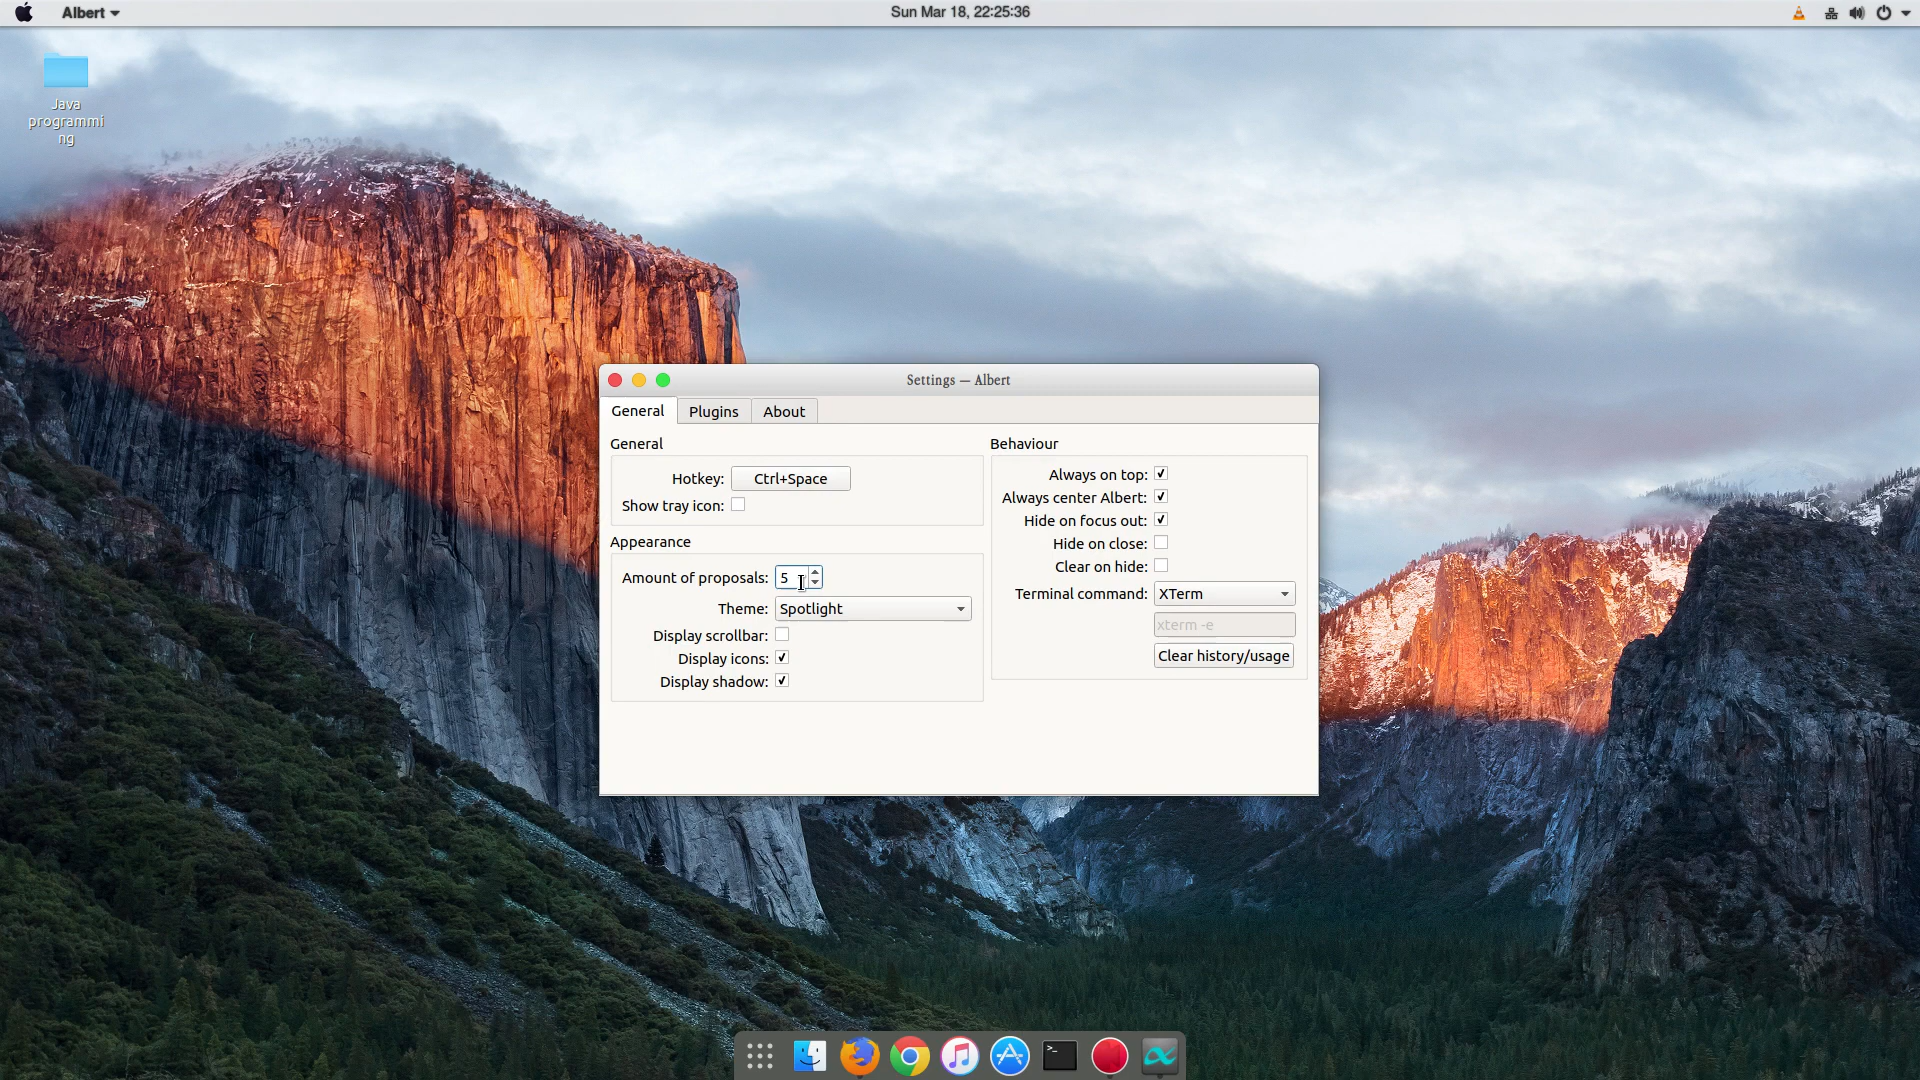 Albert
Sun Mar 18, 22:25:36
Java
programmi
ng
Settings — Albert
General
Plugins
About
General
Hotkey: Ctrl+Space
Show tray icon:
Appearance
Amount of proposals: 5
Theme: Spotlight
Display scrollbar:
Display icons:
Display shadow:
Behaviour
Always on top:
Always center Albert:
Hide on focus out:
Hide on close:
Clear on hide:
Terminal command: XTerm
xterm -e
Clear history/usage
>_